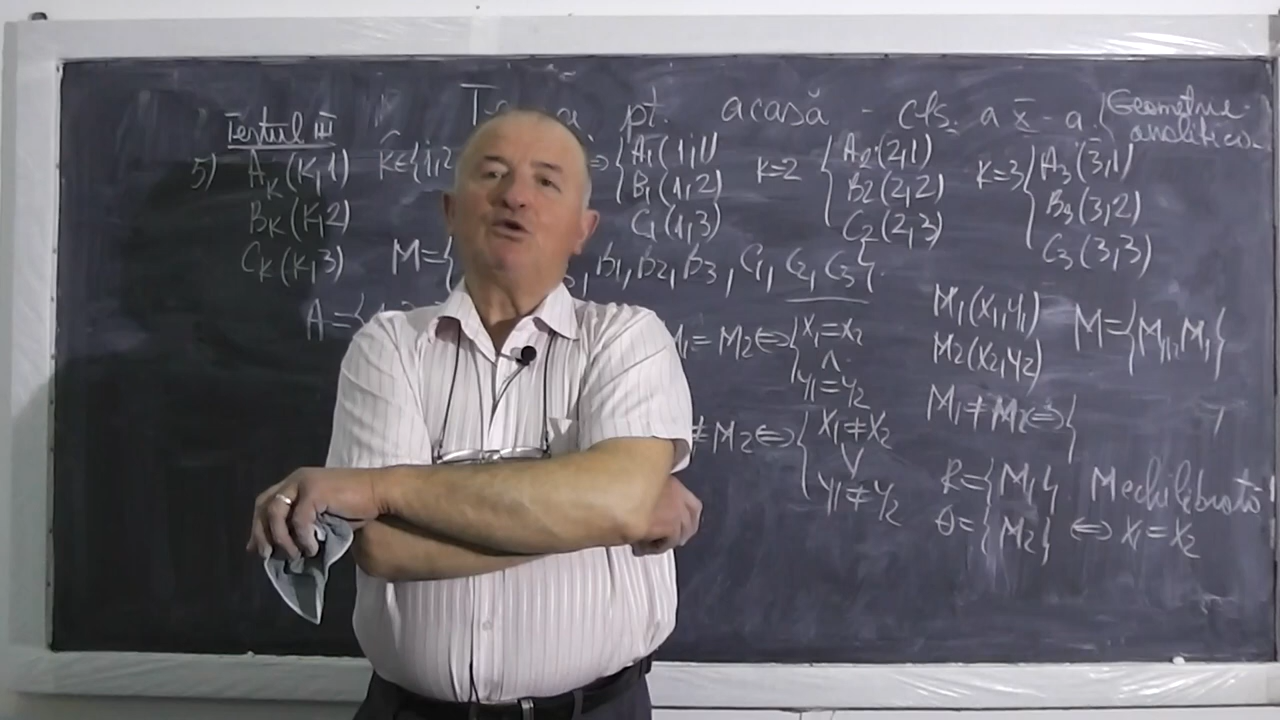 pt. acasă - cls. a X-a. Geometrie analitică
Testul III
5) A_K(K,1) K∈{1,2 ⇔ { A1(1,1) K=2 { A2(2,1) K=3 { A3(3,1)
B_K(K,2) B1(1,2) B2(2,2) B3(3,2)
C_K(K,3) C1(1,3) C2(2,3) C3(3,3)
M={ B1, B2, B3, C1, C2, C3}.
A={
M1=M2 ⇔ { x1=x2 ∧ y1=y2
M1(x1,y1) M={M1, M2}
M2(x2,y2)
≠M2 ⇔ { x1≠x2 ∨ y1≠y2
M1≠M2 ⇔ {
R={M1} M echilibrată
θ={M2} ⇔ x1=x2